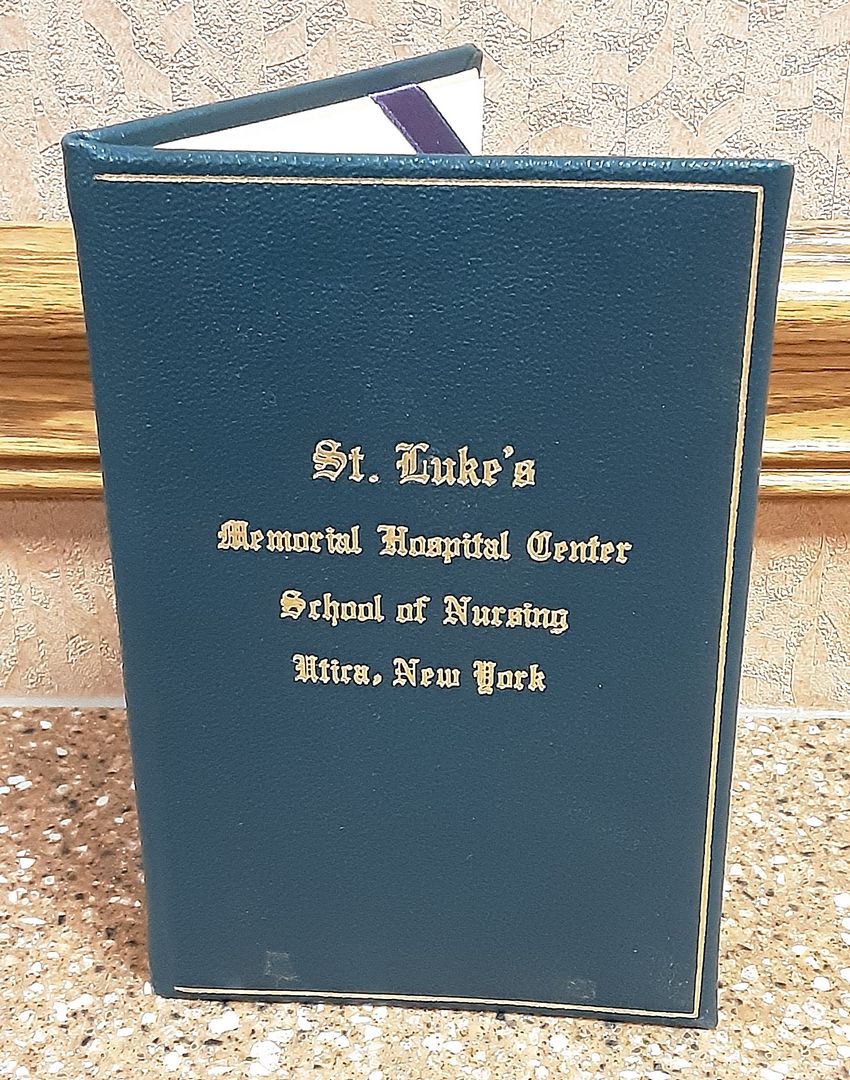 St. Luke's
Memorial Hospital Center
School of Nursing
Utica, New York